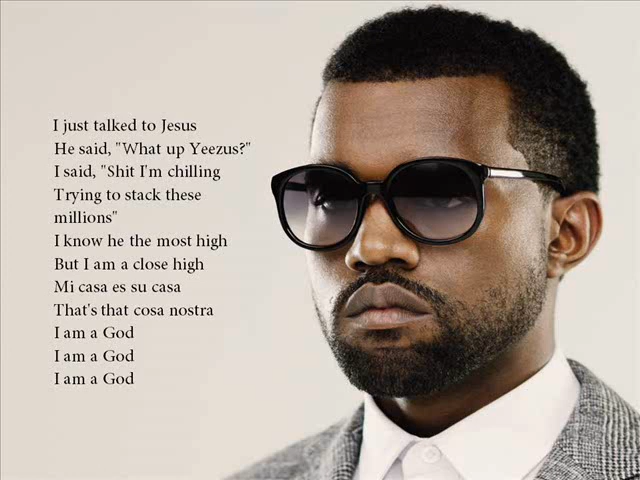 I just talked to Jesus
He said, "What up Yeezus?"
I said, "Shit I'm chilling
Trying to stack these
millions"
I know he the most high
But I am a close high
Mi casa es su casa
That's that cosa nostra
I am a God
I am a God
I am a God